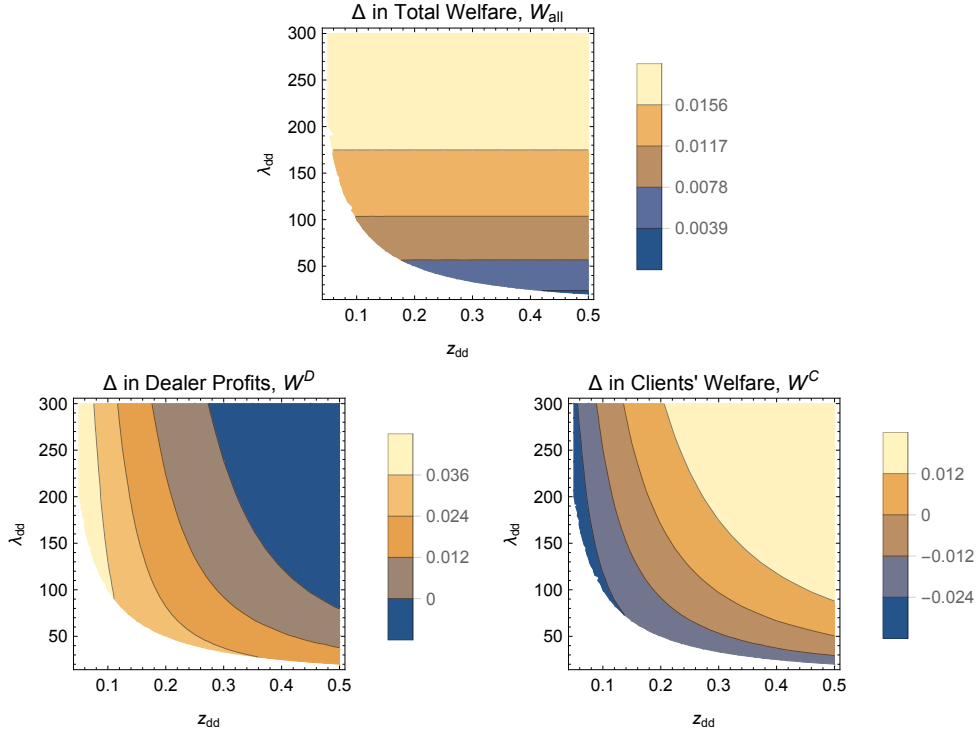 Δ in Total Welfare, W_all
300
250
200
150
100
50
λ_dd
0.1 0.2 0.3 0.4 0.5
z_dd
0.0156
0.0117
0.0078
0.0039
Δ in Dealer Profits, W^D
300
250
200
150
100
50
λ_dd
0.1 0.2 0.3 0.4 0.5
z_dd
0.036
0.024
0.012
0
Δ in Clients' Welfare, W^C
300
250
200
150
100
50
λ_dd
0.1 0.2 0.3 0.4 0.5
z_dd
0.012
0
−0.012
−0.024